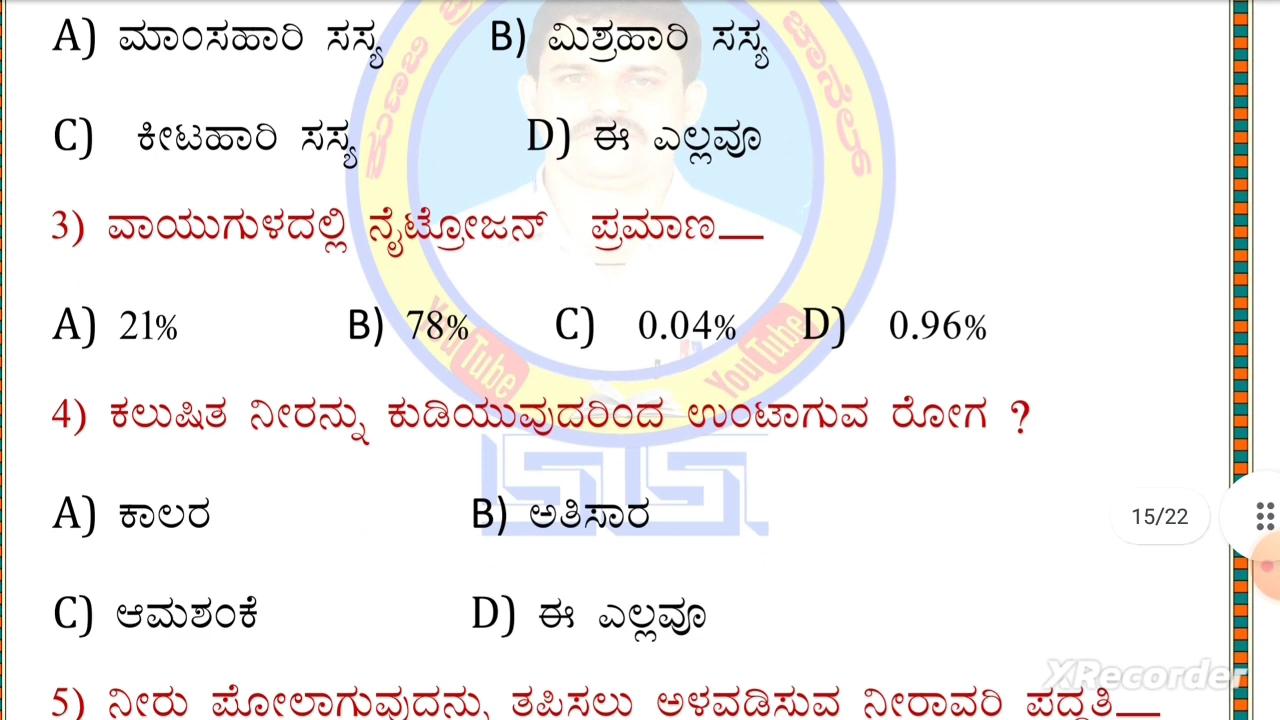 A) ಮಾಂಸಹಾರಿ ಸಸ್ಯ B) ಮಿಶ್ರಹಾರಿ ಸಸ್ಯ
C) ಕೀಟಹಾರಿ ಸಸ್ಯ D) ಈ ಎಲ್ಲವೂ
3) ವಾಯುಗುಳದಲ್ಲಿ ನೈಟ್ರೋಜನ್ ಪ್ರಮಾಣ__
A) 21% B) 78% C) 0.04% D) 0.96%
YouTube YouTube
4) ಕಲುಷಿತ ನೀರನ್ನು ಕುಡಿಯುವುದರಿಂದ ಉಂಟಾಗುವ ರೋಗ ?
A) ಕಾಲರ B) ಅತಿಸಾರ
15/22
C) ಆಮಶಂಕೆ D) ಈ ಎಲ್ಲವೂ
XRecorder
5) ನೀರು ಪೋಲಾಗುವುದನ್ನು ತಪ್ಪಿಸಲು ಅಳವಡಿಸುವ ನೀರಾವರಿ ಪದ್ಧತಿ__